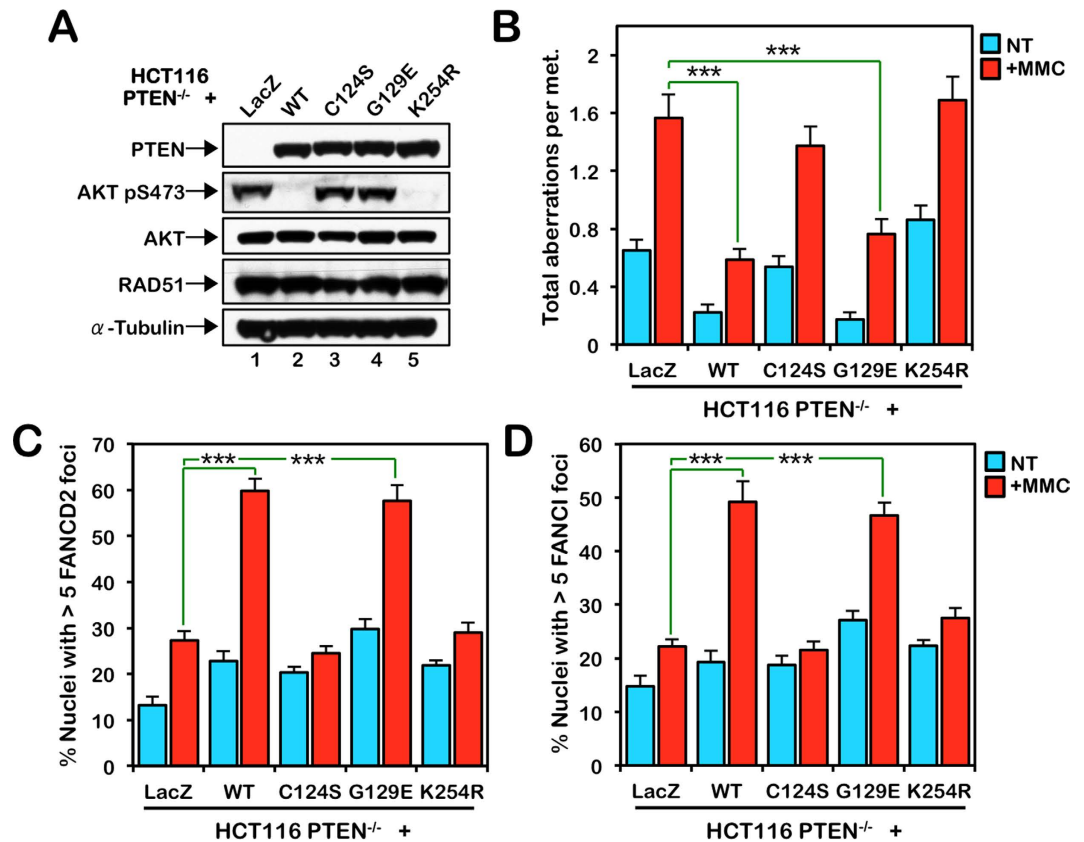 A
HCT116
PTEN-/- +
LacZ
WT
C124S
G129E
K254R
PTEN
AKT pS473
AKT
RAD51
α-Tubulin
1 2 3 4 5
B
Total aberrations per met.
2
1.6
1.2
0.8
0.4
0
***
***
NT
+MMC
LacZ WT C124S G129E K254R
HCT116 PTEN-/- +
C
% Nuclei with > 5 FANCD2 foci
70
60
50
40
30
20
10
0
*** ***
LacZ WT C124S G129E K254R
HCT116 PTEN-/- +
D
% Nuclei with > 5 FANCI foci
60
50
40
30
20
10
0
*** ***
NT
+MMC
LacZ WT C124S G129E K254R
HCT116 PTEN-/- +